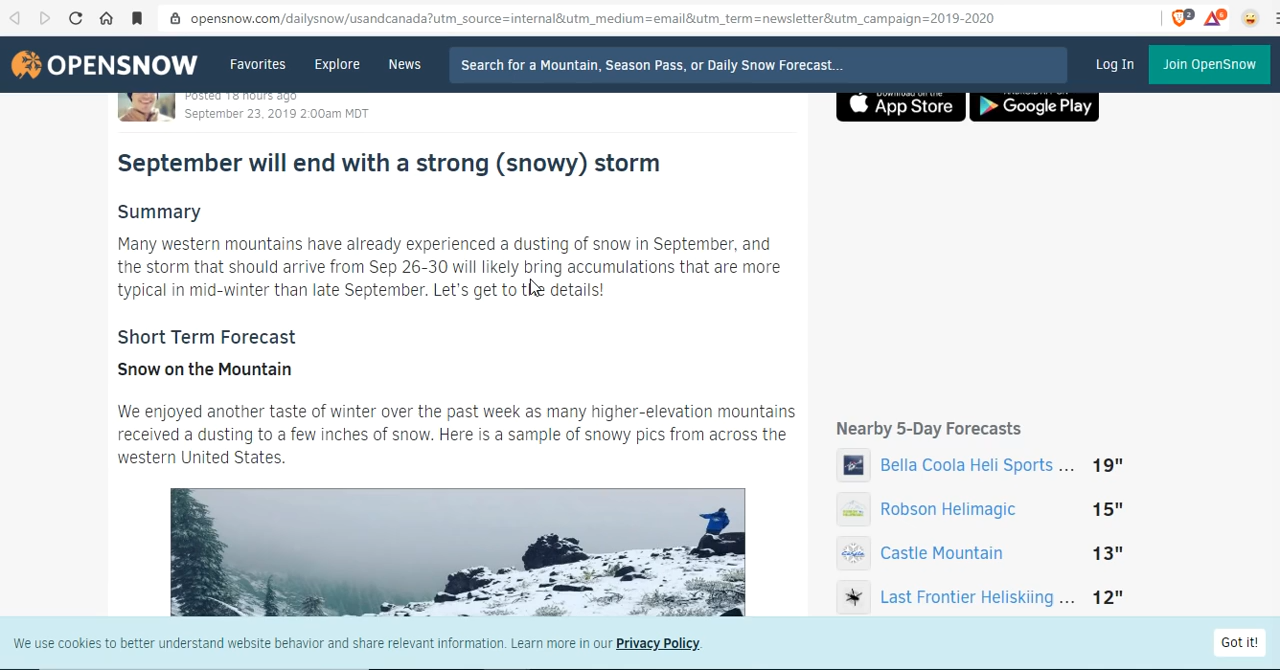 opensnow.com/dailysnow/usandcanada?utm_source=internal&utm_medium=email&utm_term=newsletter&utm_campaign=2019-2020
2
6
OPENSNOW
Favorites
Explore
News
Search for a Mountain, Season Pass, or Daily Snow Forecast...
Log In
Join OpenSnow
Posted 18 hours ago
September 23, 2019 2:00am MDT
Download on the
App Store
Google Play
September will end with a strong (snowy) storm
Summary
Many western mountains have already experienced a dusting of snow in September, and
the storm that should arrive from Sep 26-30 will likely bring accumulations that are more
typical in mid-winter than late September. Let's get to the details!
Short Term Forecast
Snow on the Mountain
We enjoyed another taste of winter over the past week as many higher-elevation mountains
received a dusting to a few inches of snow. Here is a sample of snowy pics from across the
western United States.
Nearby 5-Day Forecasts
Bella Coola Heli Sports ... 19"
Robson Helimagic 15"
Castle Mountain 13"
Last Frontier Heliskiing ... 12"
We use cookies to better understand website behavior and share relevant information. Learn more in our Privacy Policy.
Got it!